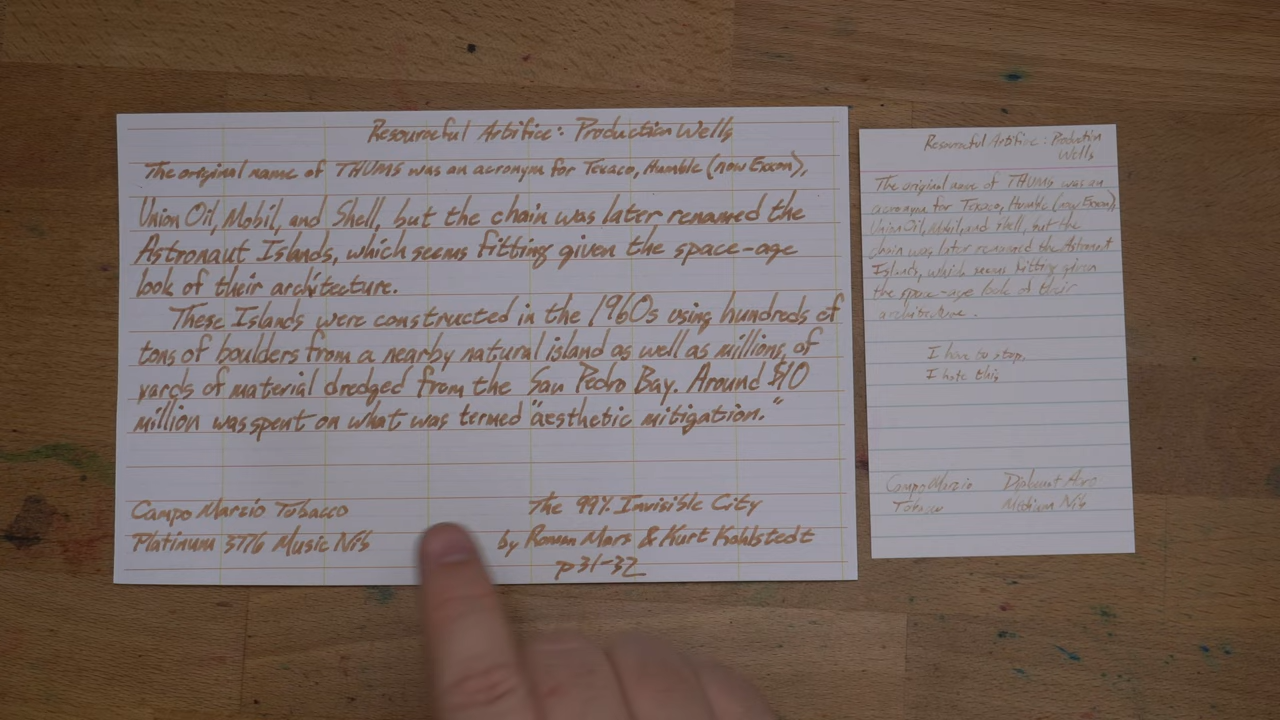 Resourceful Artifice: Production Wells
The original name of THUMS was an acronym for Texaco, Humble (now Exxon),
Union Oil, Mobil, and Shell, but the chain was later renamed the
Astronaut Islands, which seems fitting given the space-age
look of their architecture.
These Islands were constructed in the 1960s using hundreds of
tons of boulders from a nearby natural island as well as millions of
yards of material dredged from the San Pedro Bay. Around $10
million was spent on what was termed "aesthetic mitigation."
Campo Marzio Tobacco
Platinum 3776 Music Nib
The 99% Invisible City
by Roman Mars & Kurt Kohlstedt
p31-32
Resourceful Artifice: Production
Wells
The original name of THUMS was an
acronym for Texaco, Humble (now Exxon),
Union Oil, Mobil, and Shell, but the
chain was later renamed the Astronaut
Islands, which seems fitting given
the space-age look of their
architecture.
I have to stop.
I hate this.
Campo Marzio
Tobacco
Diplomat Aero
Medium Nib